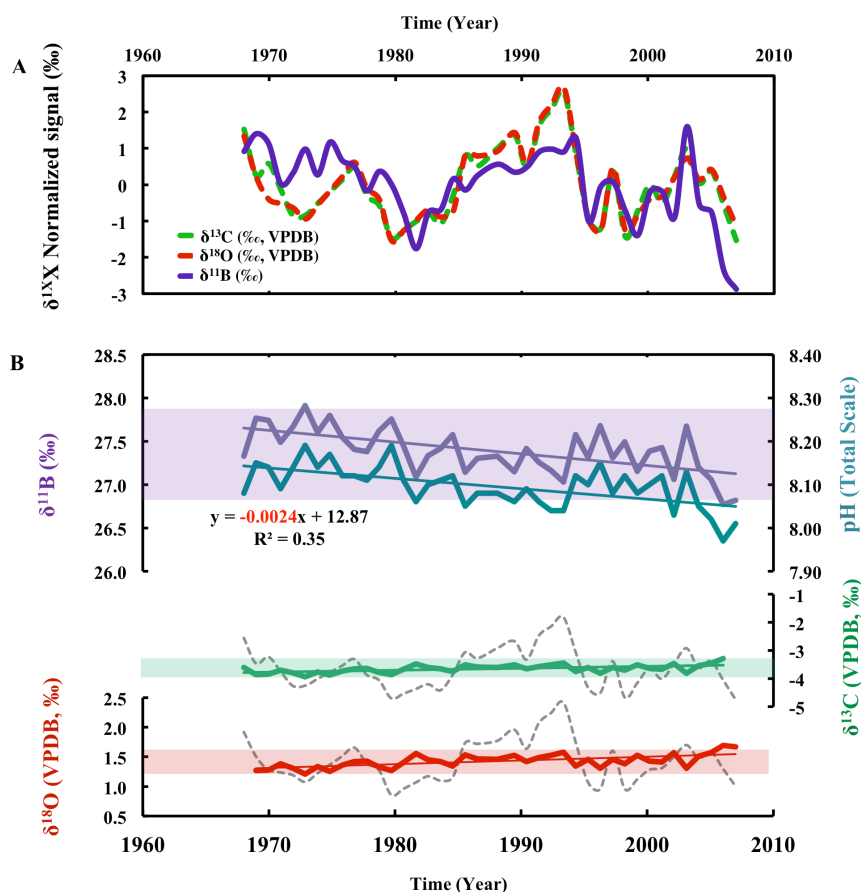 Time (Year)
1960 1970 1980 1990 2000 2010
A
δ¹ˣX Normalized signal (‰)
3
2
1
0
-1
-2
-3
δ¹³C (‰, VPDB)
δ¹⁸O (‰, VPDB)
δ¹¹B (‰)
B
δ¹¹B (‰)
28.5
28.0
27.5
27.0
26.5
26.0
8.40
8.30
8.20
8.10
8.00
7.90
pH (Total Scale)
y = -0.0024x + 12.87
R² = 0.35
-1
-2
-3
-4
-5
δ¹³C (VPDB, ‰)
δ¹⁸O (VPDB, ‰)
2.5
2.0
1.5
1.0
0.5
1960 1970 1980 1990 2000 2010
Time (Year)